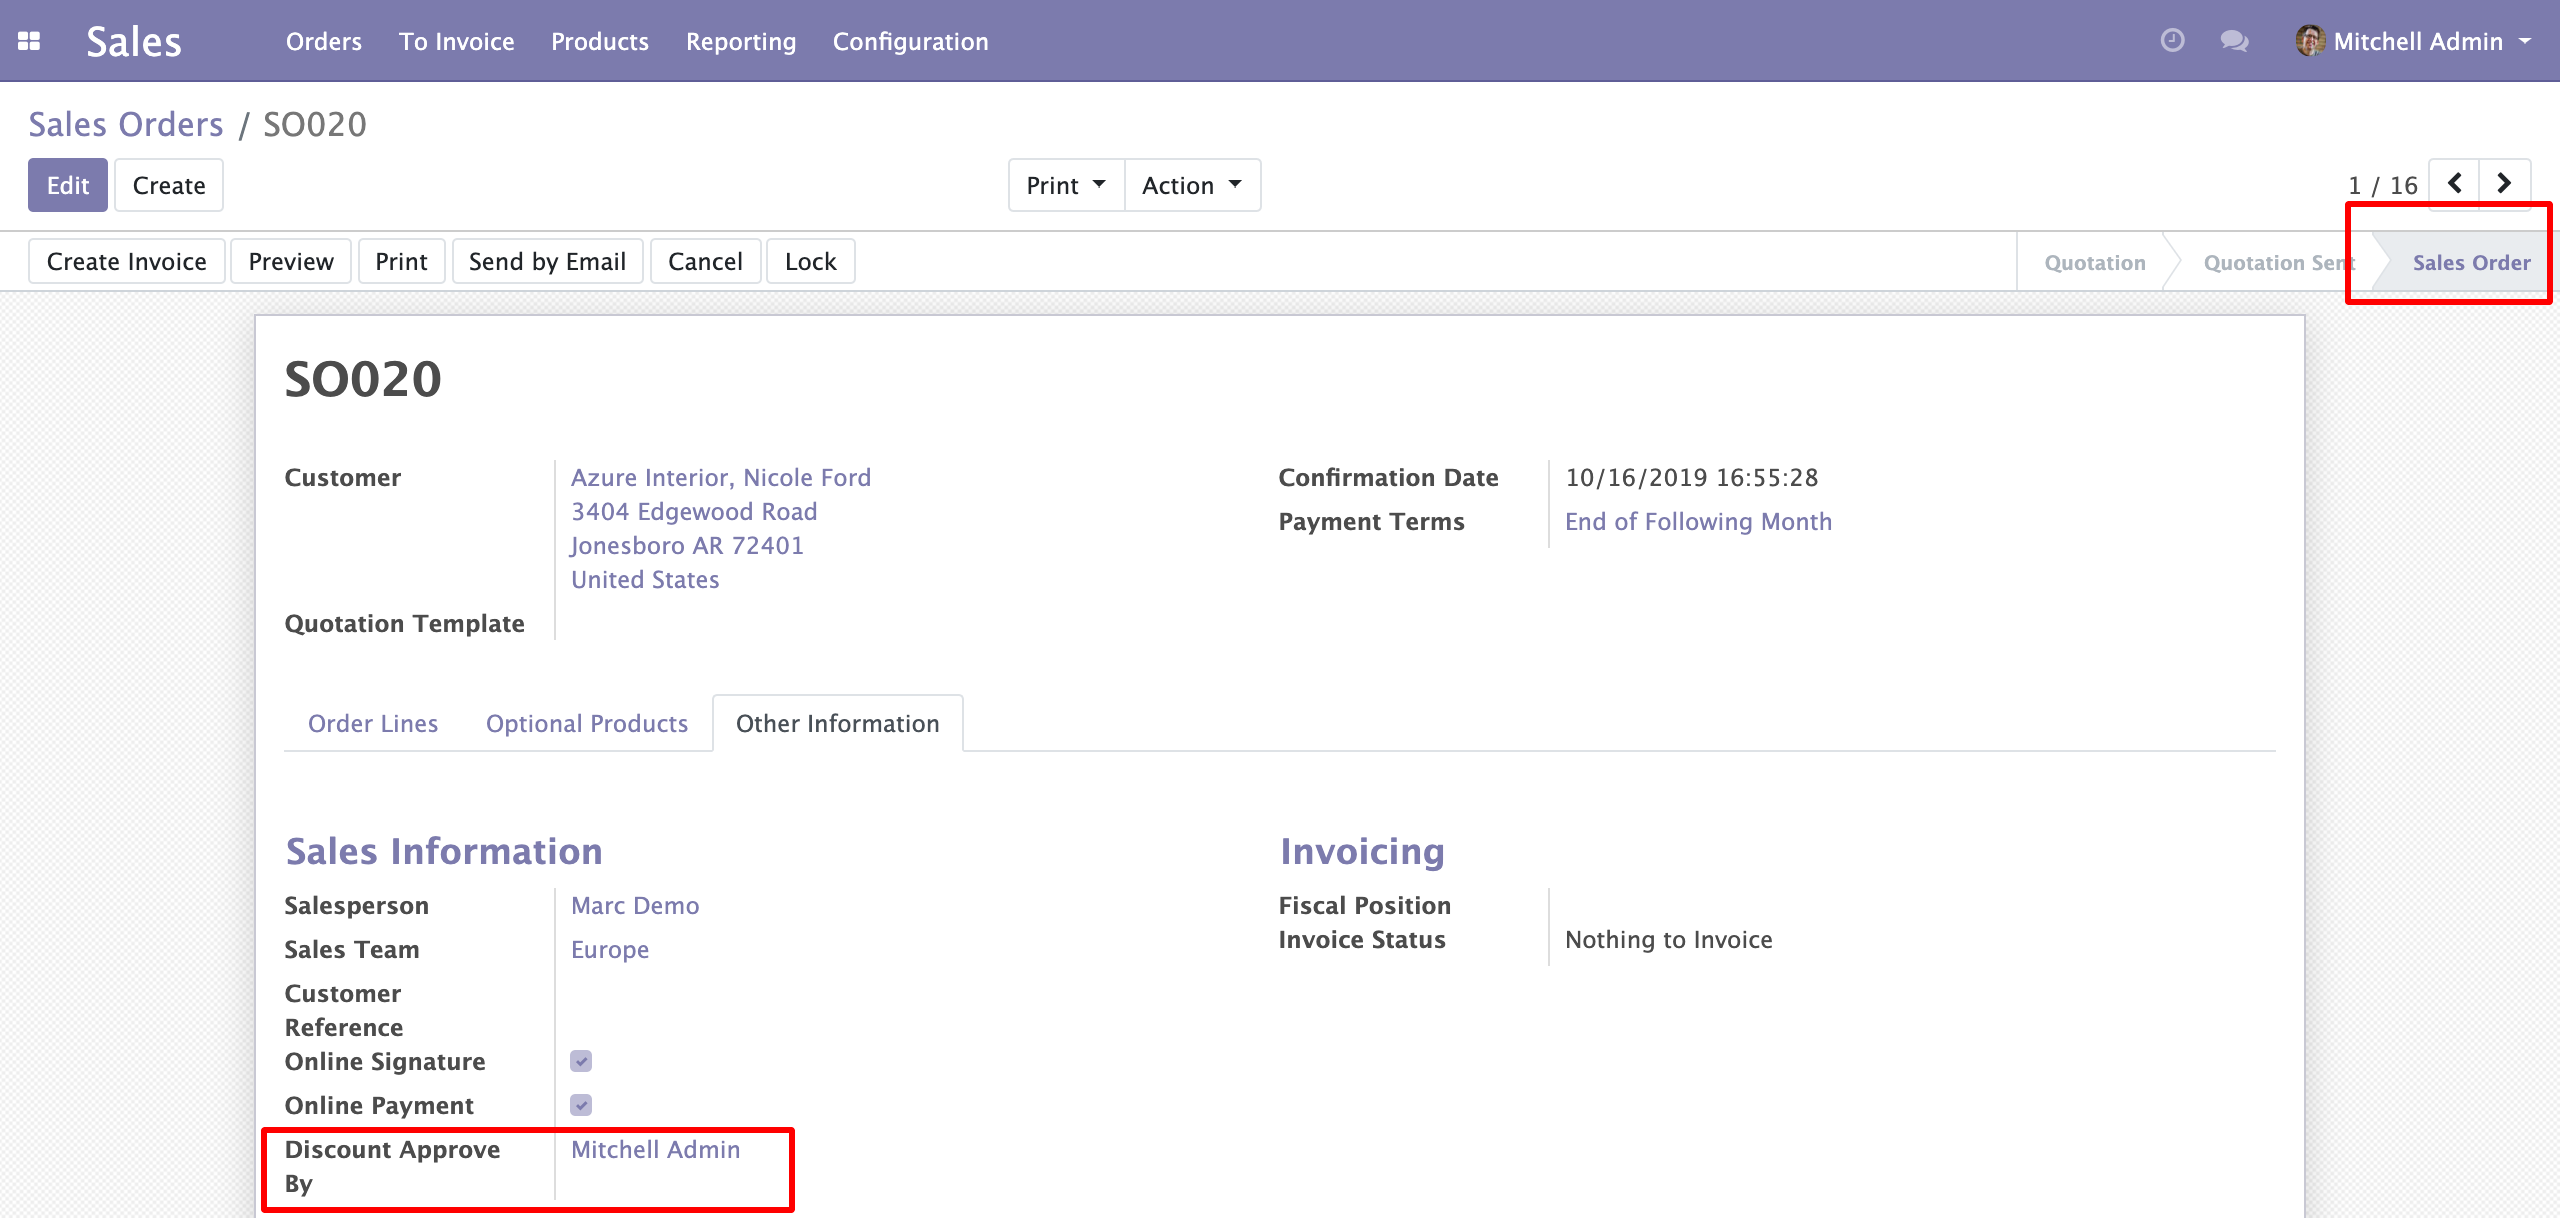 Sales Orders To Invoice Products Reporting Configuration Mitchell Admin
Sales Orders / SO020
Edit Create Print Action 1 / 16
Create Invoice Preview Print Send by Email Cancel Lock Quotation Quotation Sent Sales Order
SO020
Customer Azure Interior, Nicole Ford
3404 Edgewood Road
Jonesboro AR 72401
United States
Quotation Template
Confirmation Date 10/16/2019 16:55:28
Payment Terms End of Following Month
Order Lines Optional Products Other Information
Sales Information
Salesperson Marc Demo
Sales Team Europe
Customer
Reference
Online Signature
Online Payment
Discount Approve Mitchell Admin
By
Invoicing
Fiscal Position
Invoice Status Nothing to Invoice